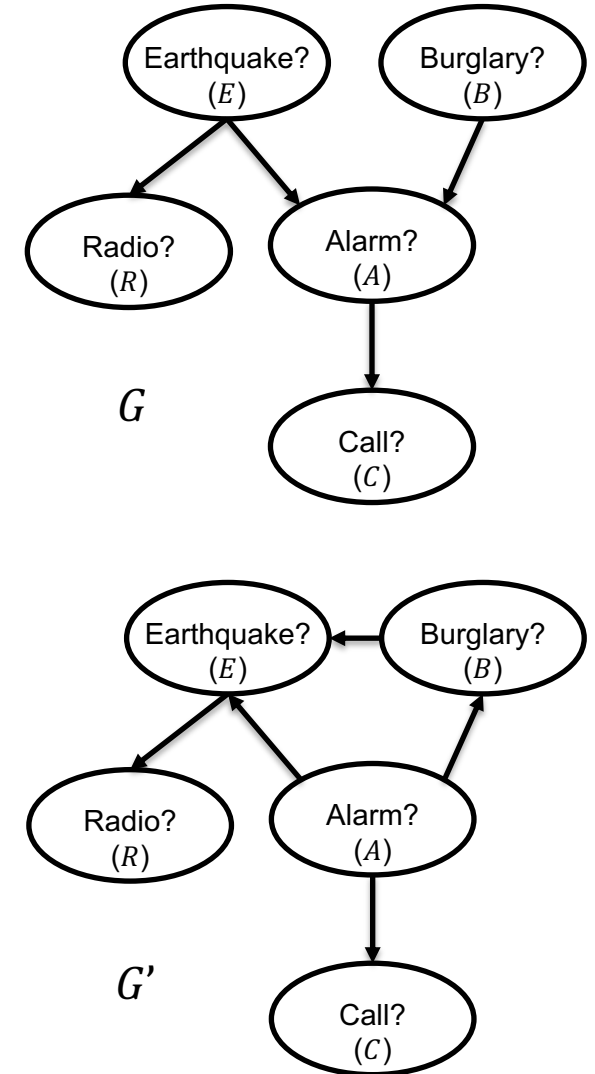 Earthquake?
(E)
Burglary?
(B)
Radio?
(R)
Alarm?
(A)
G
Call?
(C)
Earthquake?
(E)
Burglary?
(B)
Radio?
(R)
Alarm?
(A)
G’
Call?
(C)